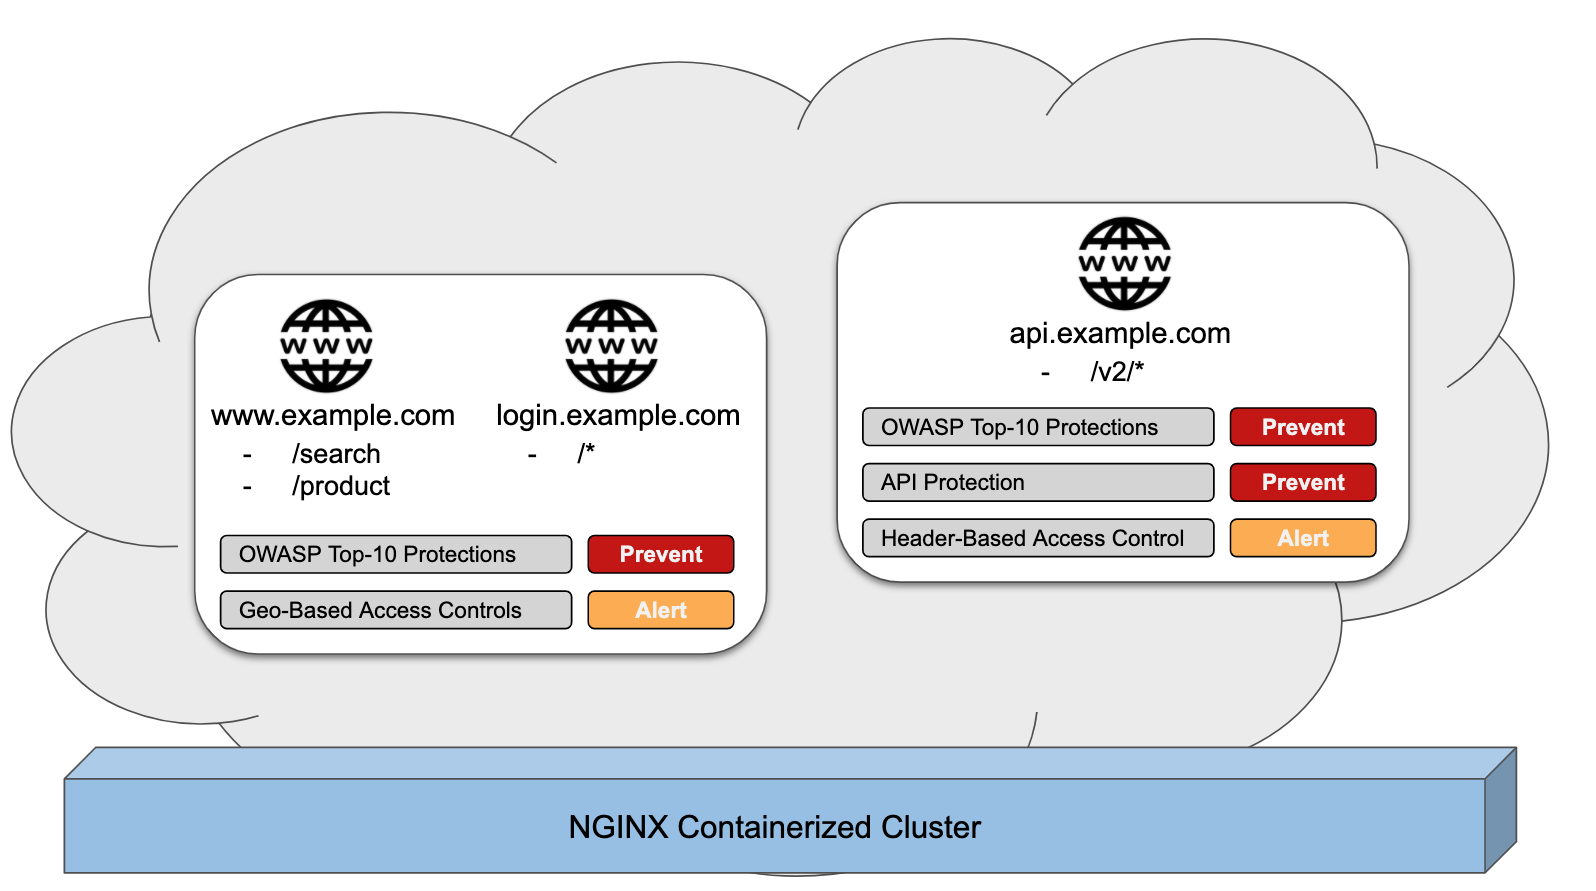 WWW
www.example.com
- /search
- /product
WWW
login.example.com
- /*
OWASP Top-10 Protections Prevent
Geo-Based Access Controls Alert
WWW
api.example.com
- /v2/*
OWASP Top-10 Protections Prevent
API Protection Prevent
Header-Based Access Control Alert
NGINX Containerized Cluster